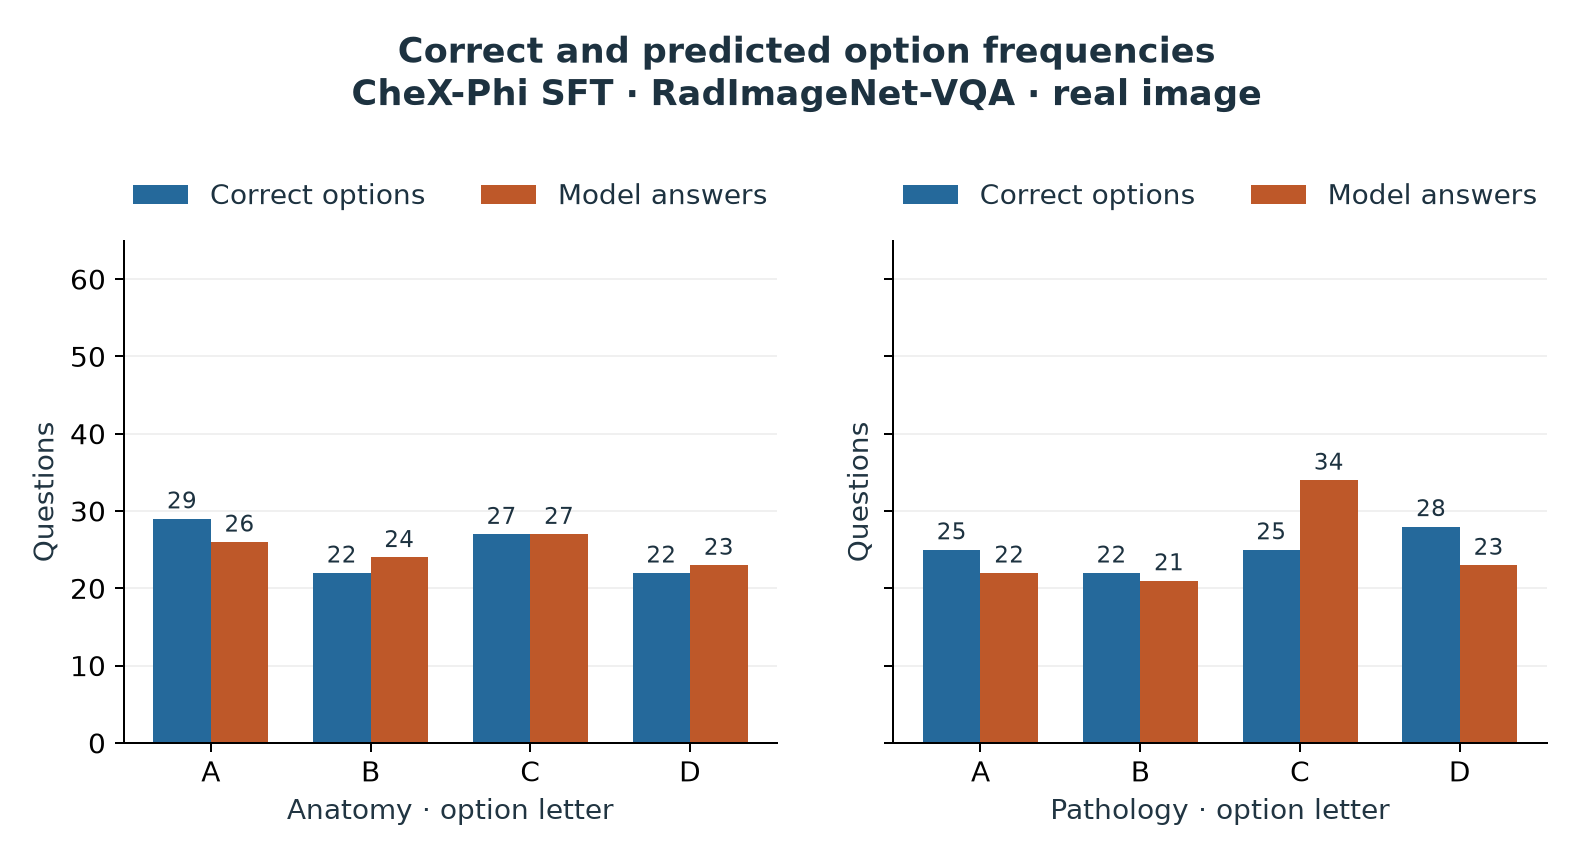 Correct and predicted option frequencies
CheX-Phi SFT · RadImageNet-VQA · real image
Correct options Model answers
60
50
40
30
20
10
0
Questions
29 26 22 24 27 27 22 23
A B C D
Anatomy · option letter
Correct options Model answers
Questions
25 22 22 21 25 34 28 23
A B C D
Pathology · option letter